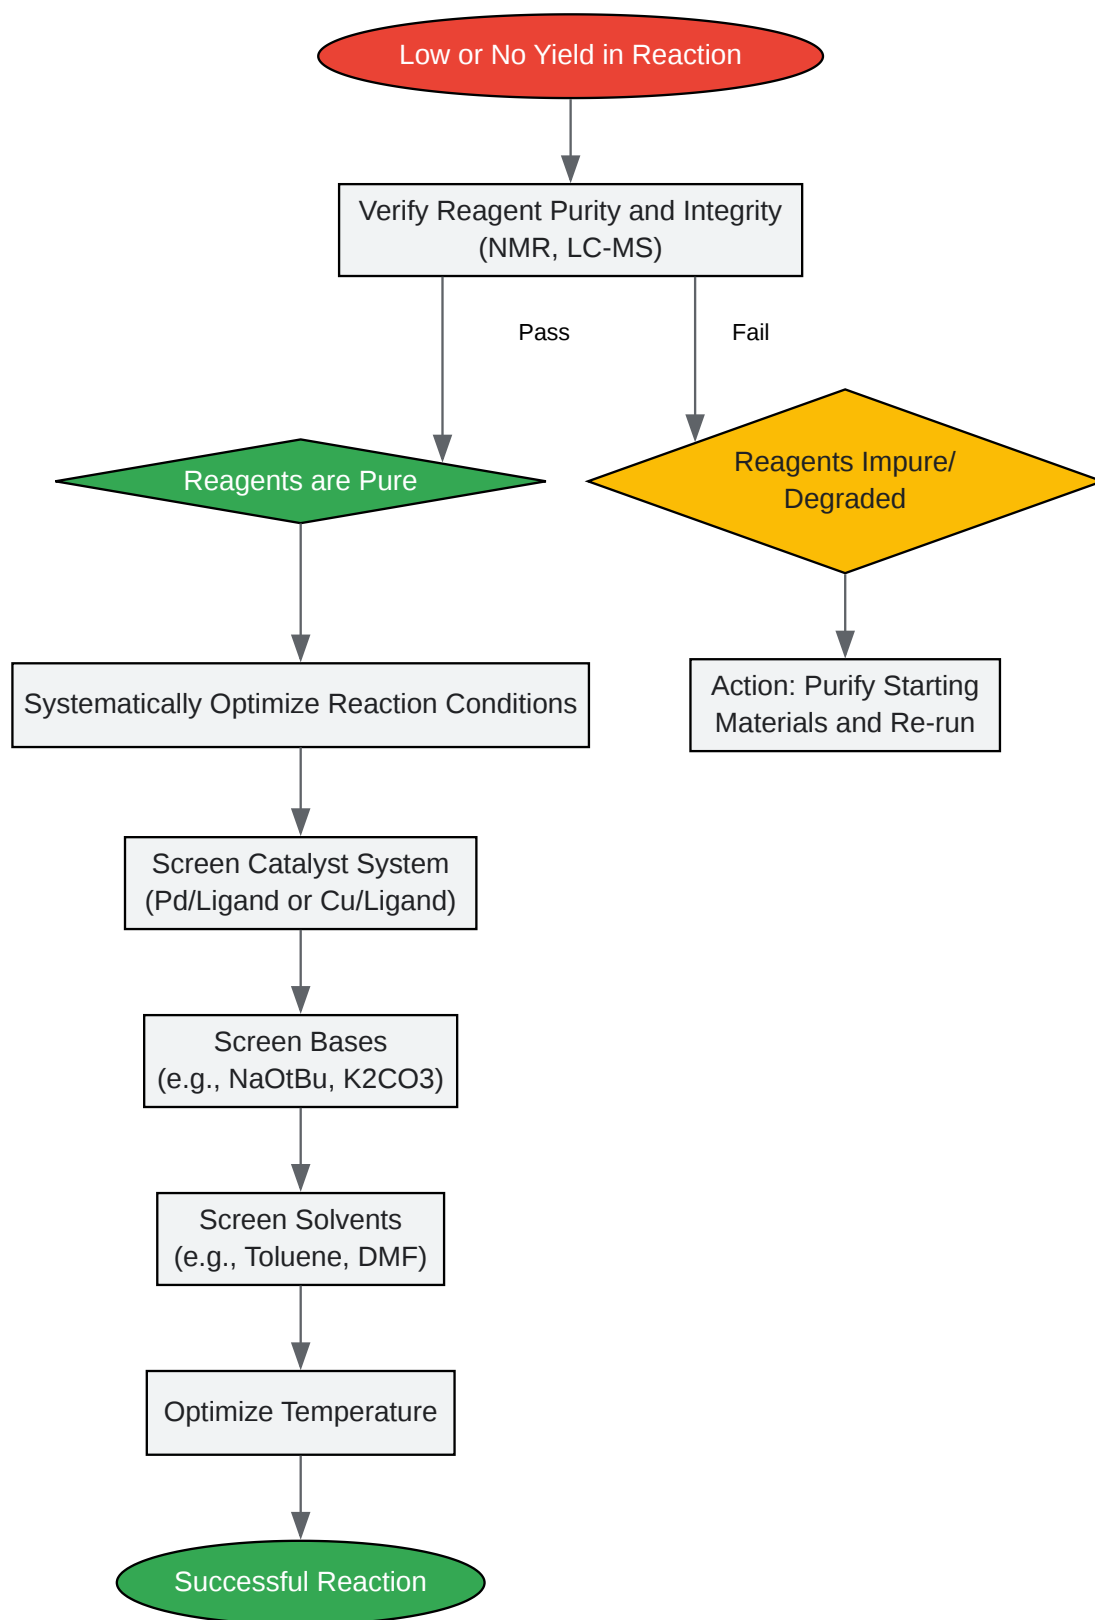 Low or No Yield in Reaction
Verify Reagent Purity and Integrity
(NMR, LC-MS)
Pass
Fail
Reagents are Pure
Reagents Impure/
Degraded
Systematically Optimize Reaction Conditions
Action: Purify Starting
Materials and Re-run
Screen Catalyst System
(Pd/Ligand or Cu/Ligand)
Screen Bases
(e.g., NaOtBu, K2CO3)
Screen Solvents
(e.g., Toluene, DMF)
Optimize Temperature
Successful Reaction